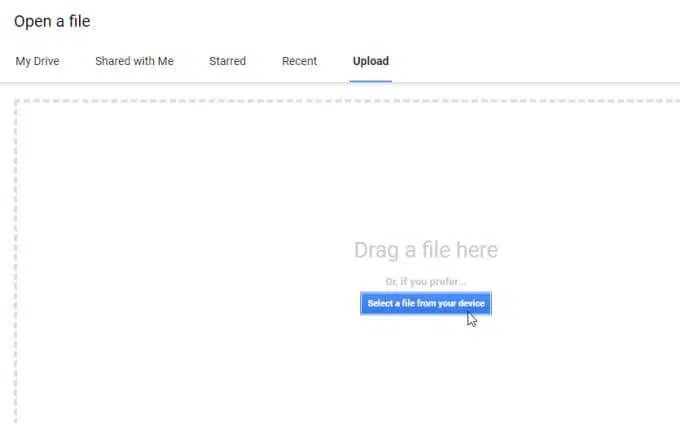 Open a file
My Drive Shared with Me Starred Recent Upload
Drag a file here
Or, if you prefer...
Select a file from your device